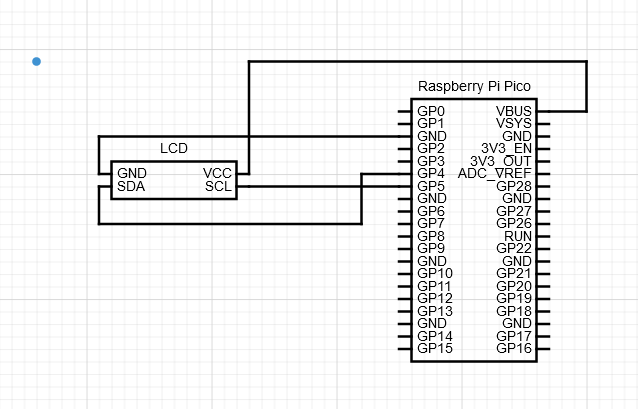 Raspberry Pi Pico
LCD
GND VCC
SDA SCL
GP0 VBUS
GP1 VSYS
GND GND
GP2 3V3_EN
GP3 3V3_OUT
GP4 ADC_VREF
GP5 GP28
GND GND
GP6 GP27
GP7 GP26
GP8 RUN
GP9 GP22
GND GND
GP10 GP21
GP11 GP20
GP12 GP19
GP13 GP18
GND GND
GP14 GP17
GP15 GP16